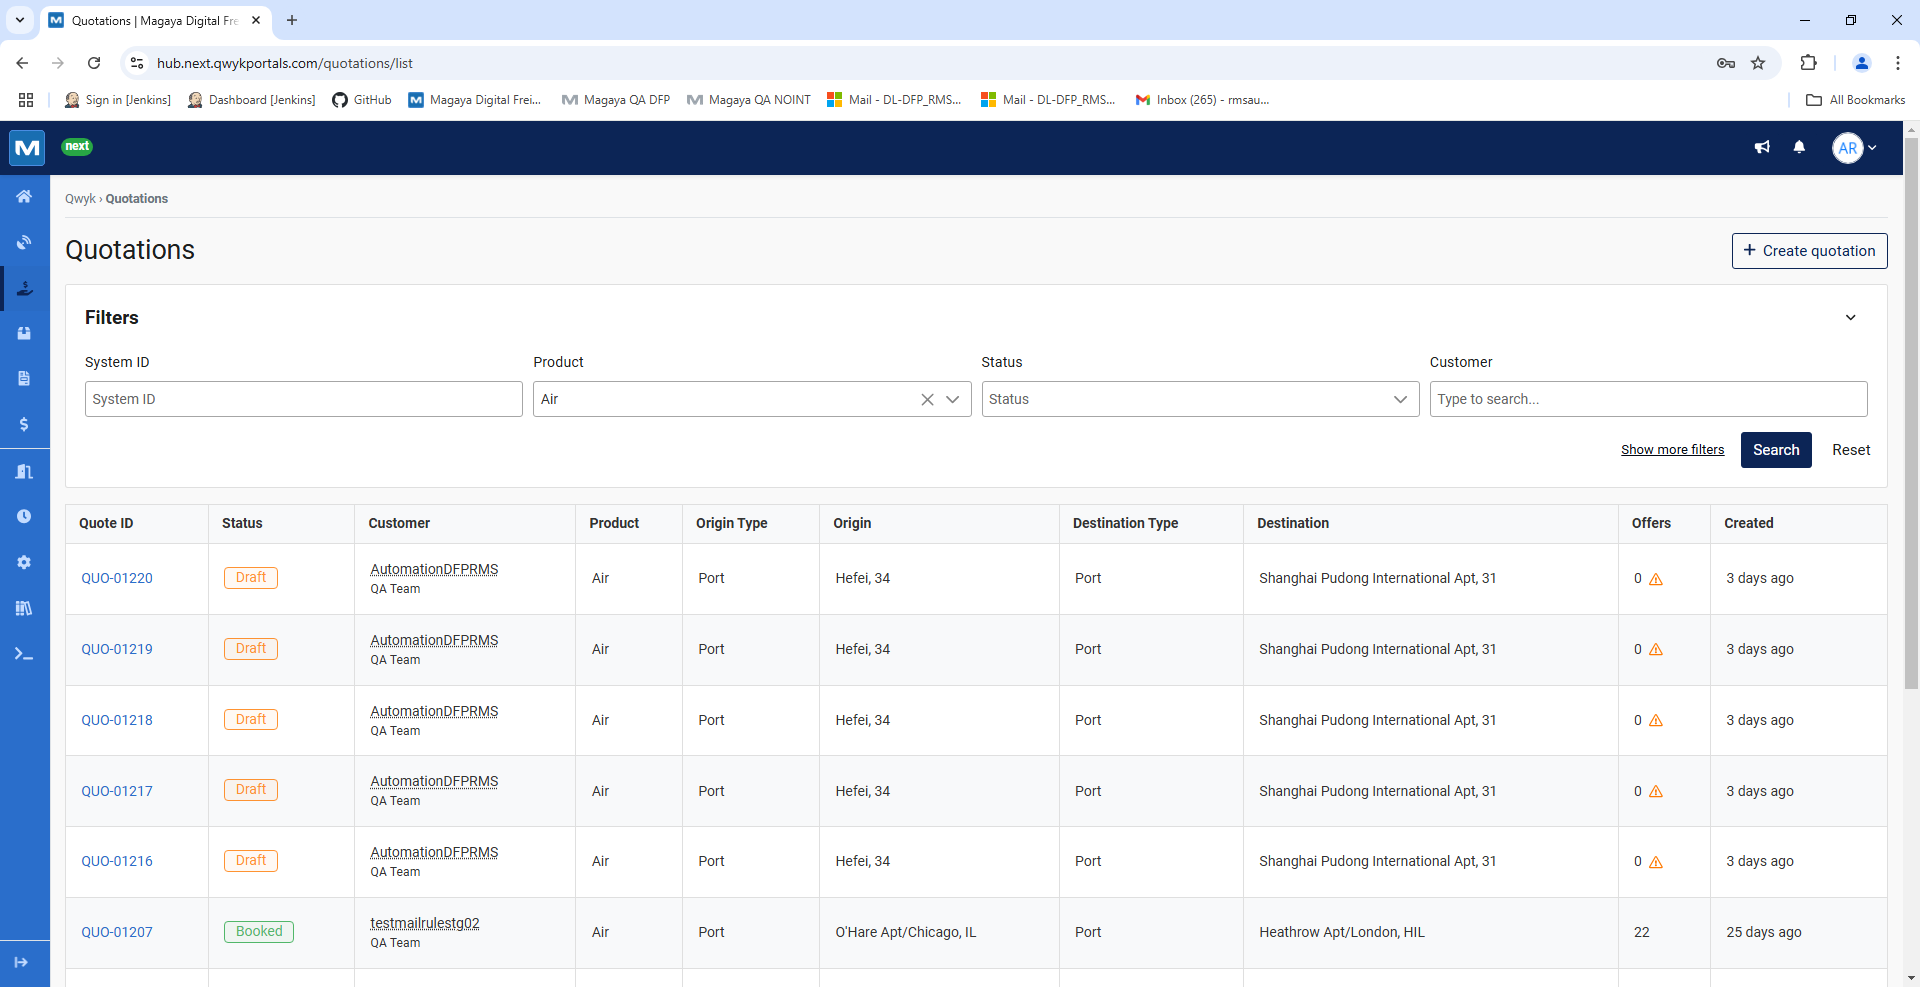 Quotations | Magaya Digital Fre
hub.next.qwykportals.com/quotations/list
Sign in [Jenkins]
Dashboard [Jenkins]
GitHub
Magaya Digital Frei...
Magaya QA DFP
Magaya QA NOINT
Mail - DL-DFP_RMS...
Mail - DL-DFP_RMS...
Inbox (265) - rmsau...
All Bookmarks
next
AR
Qwyk › Quotations
Quotations
Create quotation
Filters
System ID
Product
Status
Customer
System ID
Air
Status
Type to search...
Show more filters
Search
Reset
Quote ID
Status
Customer
Product
Origin Type
Origin
Destination Type
Destination
Offers
Created
QUO-01220
Draft
AutomationDFPRMS
QA Team
Air
Port
Hefei, 34
Port
Shanghai Pudong International Apt, 31
0
3 days ago
QUO-01219
Draft
AutomationDFPRMS
QA Team
Air
Port
Hefei, 34
Port
Shanghai Pudong International Apt, 31
0
3 days ago
QUO-01218
Draft
AutomationDFPRMS
QA Team
Air
Port
Hefei, 34
Port
Shanghai Pudong International Apt, 31
0
3 days ago
QUO-01217
Draft
AutomationDFPRMS
QA Team
Air
Port
Hefei, 34
Port
Shanghai Pudong International Apt, 31
0
3 days ago
QUO-01216
Draft
AutomationDFPRMS
QA Team
Air
Port
Hefei, 34
Port
Shanghai Pudong International Apt, 31
0
3 days ago
QUO-01207
Booked
testmailrulestg02
QA Team
Air
Port
O'Hare Apt/Chicago, IL
Port
Heathrow Apt/London, HIL
22
25 days ago